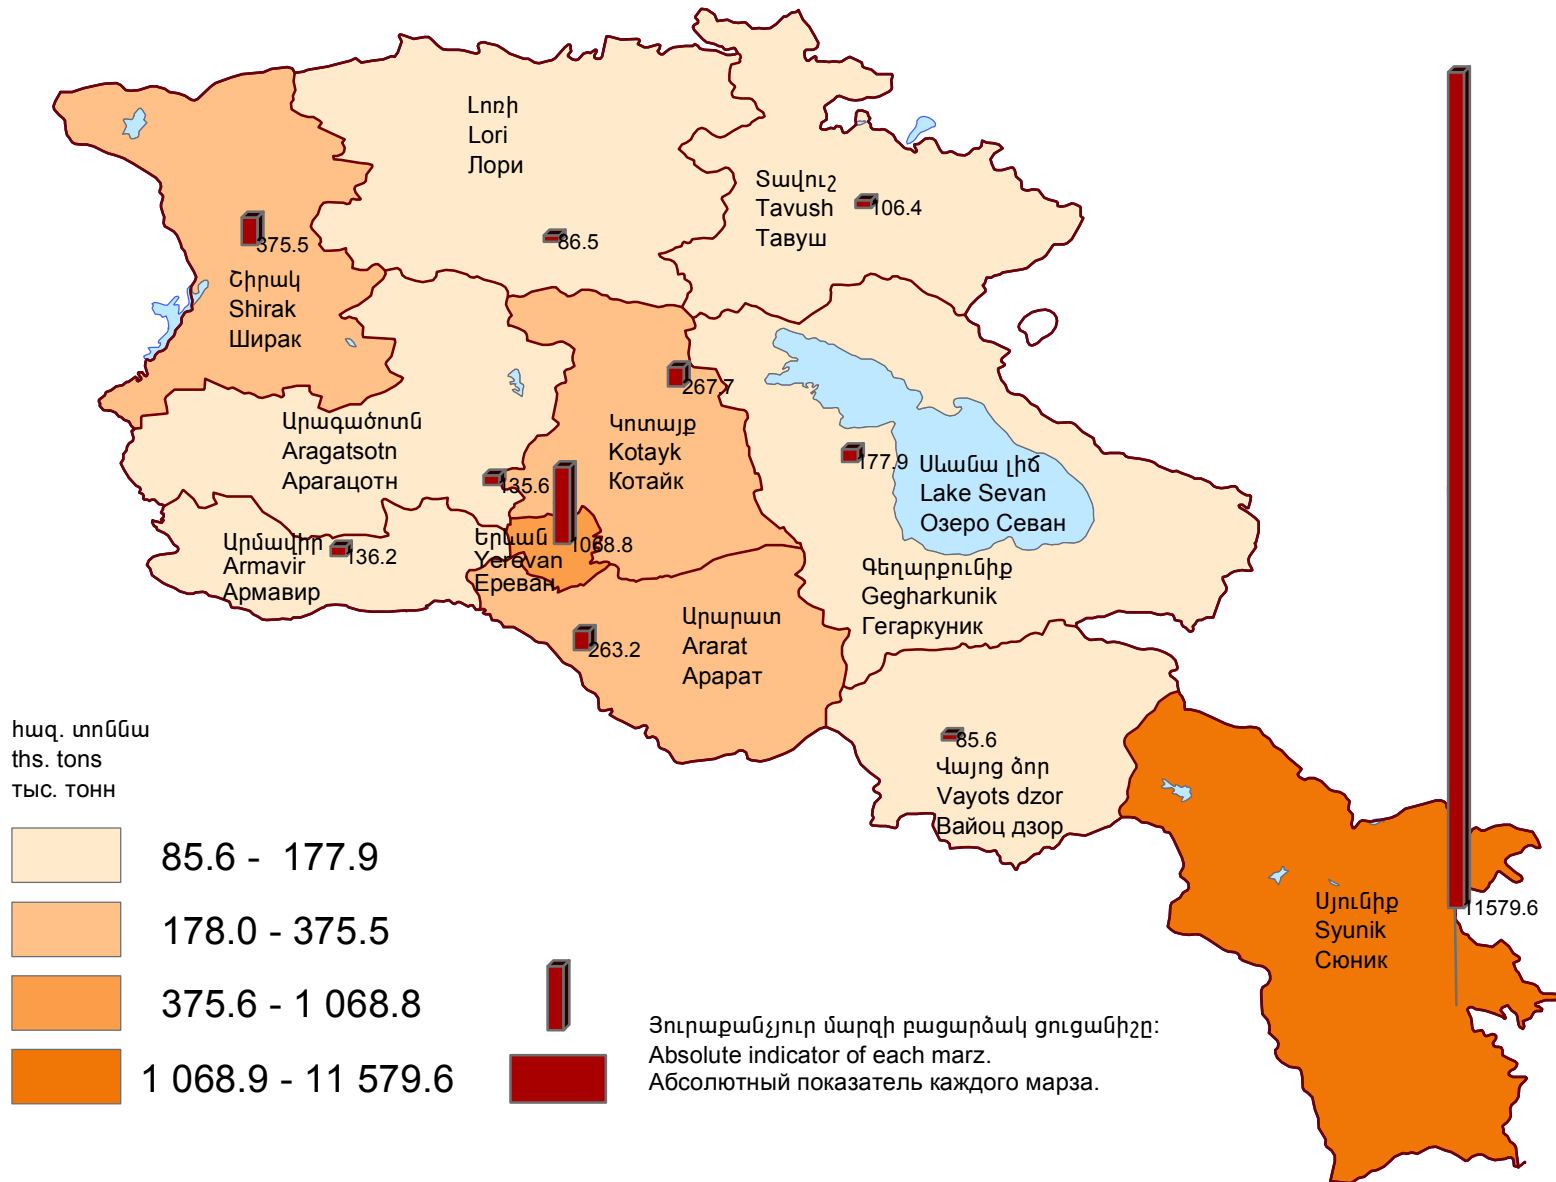 Լոռի
Lori
Лори
86.5
Տավուշ
Tavush
Тавуш
106.4
375.5
Շիրակ
Shirak
Ширак
267.7
Կոտայք
Kotayk
Котайк
Արագածոտն
Aragatsotn
Арагацотн
135.6
177.9
Սևանա լիճ
Lake Sevan
Озеро Севан
Արմավիր
Armavir
Армавир
136.2
Երևան
Yerevan
Ереван
1068.8
Գեղարքունիք
Gegharkunik
Гегаркуник
263.2
Արարատ
Ararat
Арарат
85.6
Վայոց ձոր
Vayots dzor
Вайоц дзор
11579.6
Սյունիք
Syunik
Сюник
հազ. տոննա
ths. tons
тыс. тонн
85.6 - 177.9
178.0 - 375.5
375.6 - 1 068.8
1 068.9 - 11 579.6
Յուրաքանչյուր մարզի բացարձակ ցուցանիշը:
Absolute indicator of each marz.
Абсолютный показатель каждого марза.